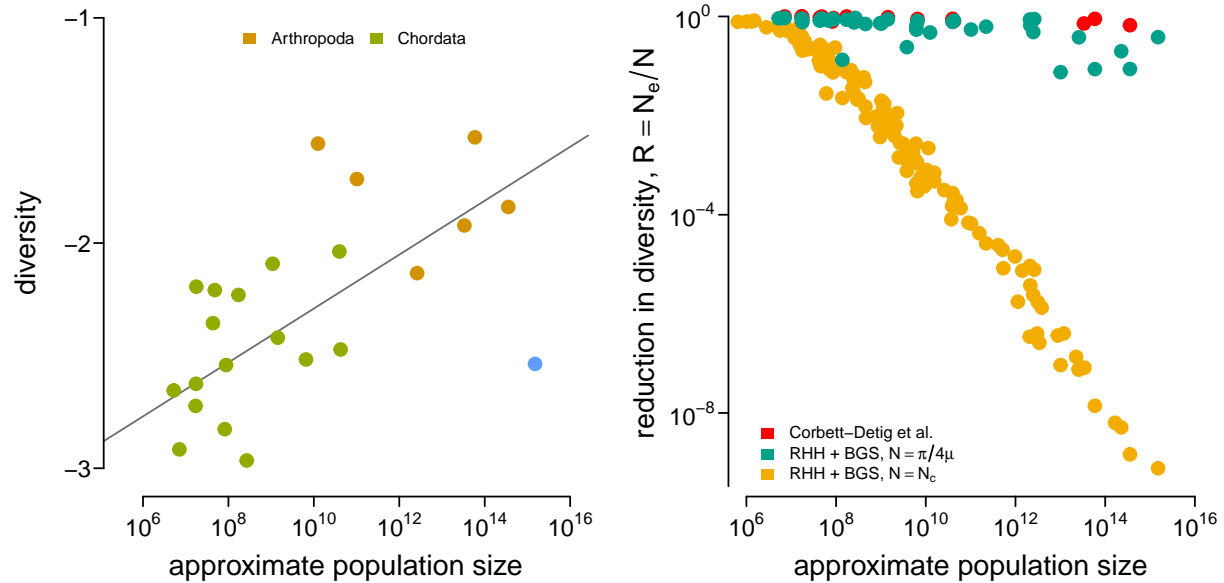 −1
−2
−3
diversity
Arthropoda
Chordata
10^6
10^8
10^10
10^12
10^14
10^16
approximate population size
10^0
10^−4
10^−8
reduction in diversity, R = N_e/N
Corbett−Detig et al.
RHH + BGS, N = π/4μ
RHH + BGS, N = N_c
10^6
10^8
10^10
10^12
10^14
10^16
approximate population size